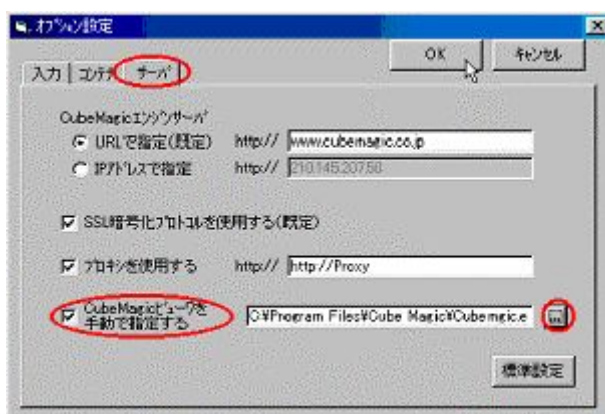 オプション設定
OK
キャンセル
入力
コンテナ
サーバ
CubeMagicエンジンサーバ
URLで指定(既定)
http://
www.cubemagic.co.jp
IPアドレスで指定
http://
210.145.207.50
SSL暗号化プロトコルを使用する(既定)
プロキシを使用する
http://
http://Proxy
CubeMagicビューワを
手動で指定する
C:¥Program Files¥Cube Magic¥Cubemgic.e
...
標準設定